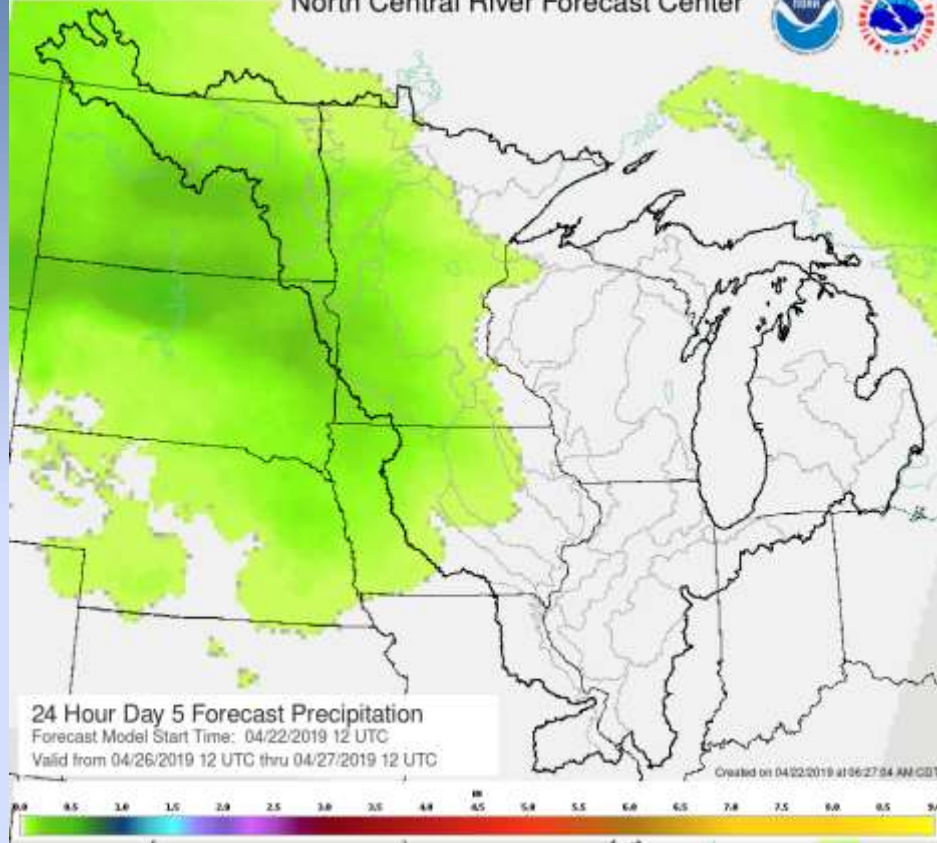 North Central River Forecast Center
NOAA
24 Hour Day 5 Forecast Precipitation
Forecast Model Start Time: 04/22/2019 12 UTC
Valid from 04/26/2019 12 UTC thru 04/27/2019 12 UTC
Created on 04/22/2019 at 06:27:04 AM CDT
in
0.0 0.5 1.0 1.5 2.0 2.5 3.0 3.5 4.0 4.5 5.0 5.5 6.0 6.5 7.0 7.5 8.0 8.5 9.